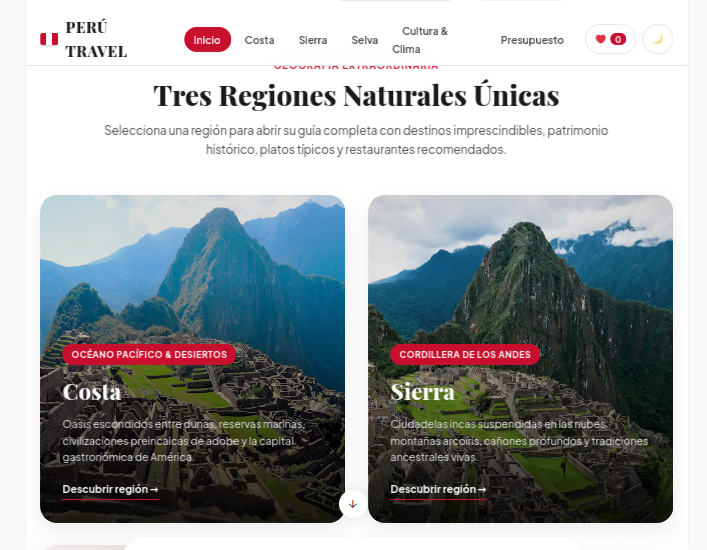 PERÚ
TRAVEL
Inicio
Costa
Sierra
Selva
Cultura &
Clima
Presupuesto
0
GEOGRAFÍA EXTRAORDINARIA
Tres Regiones Naturales Únicas
Selecciona una región para abrir su guía completa con destinos imprescindibles, patrimonio
histórico, platos típicos y restaurantes recomendados.
OCÉANO PACÍFICO & DESIERTOS
Costa
Oasis escondidos entre dunas, reservas marinas,
civilizaciones preincaicas de adobe y la capital
gastronómica de América.
Descubrir región →
CORDILLERA DE LOS ANDES
Sierra
Ciudadelas incas suspendidas en las nubes,
montañas arcoíris, cañones profundos y tradiciones
ancestrales vivas.
Descubrir región →